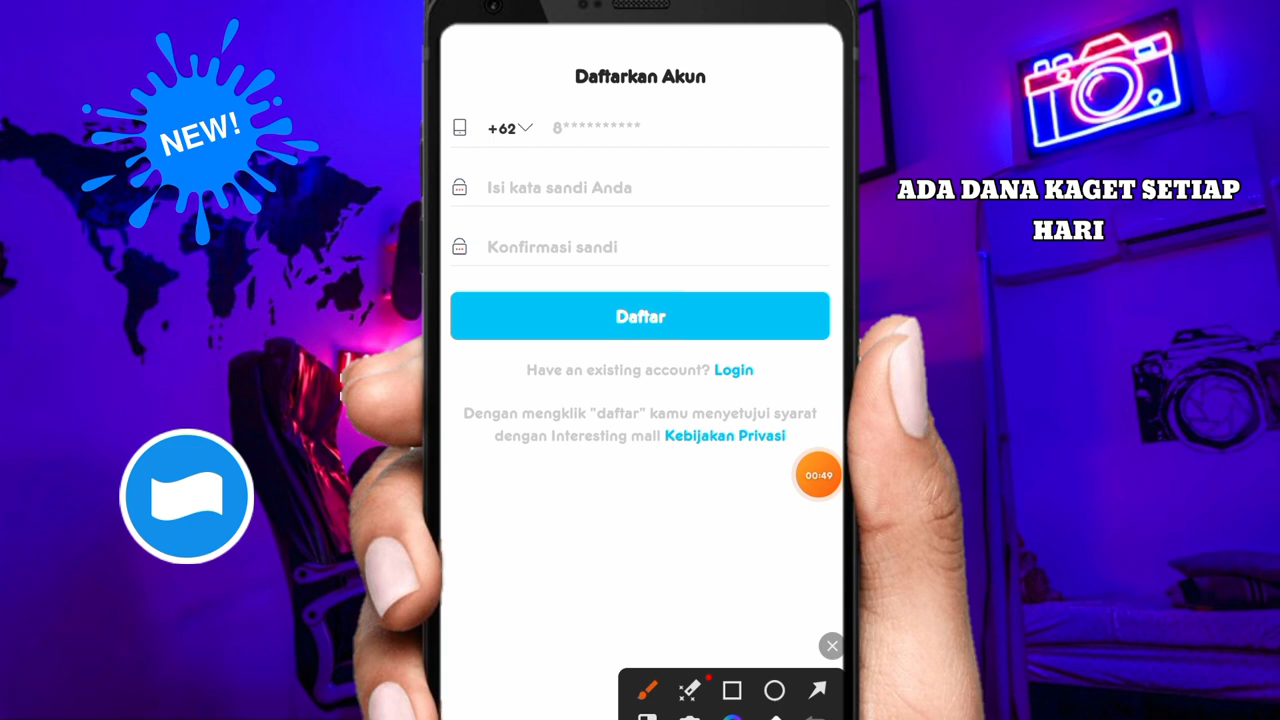 NEW!
Daftarkan Akun
+62 8**********
Isi kata sandi Anda
Konfirmasi sandi
Daftar
Have an existing account? Login
Dengan mengklik "daftar" kamu menyetujui syarat
dengan Interesting mall Kebijakan Privasi
00:49
ADA DANA KAGET SETIAP
HARI